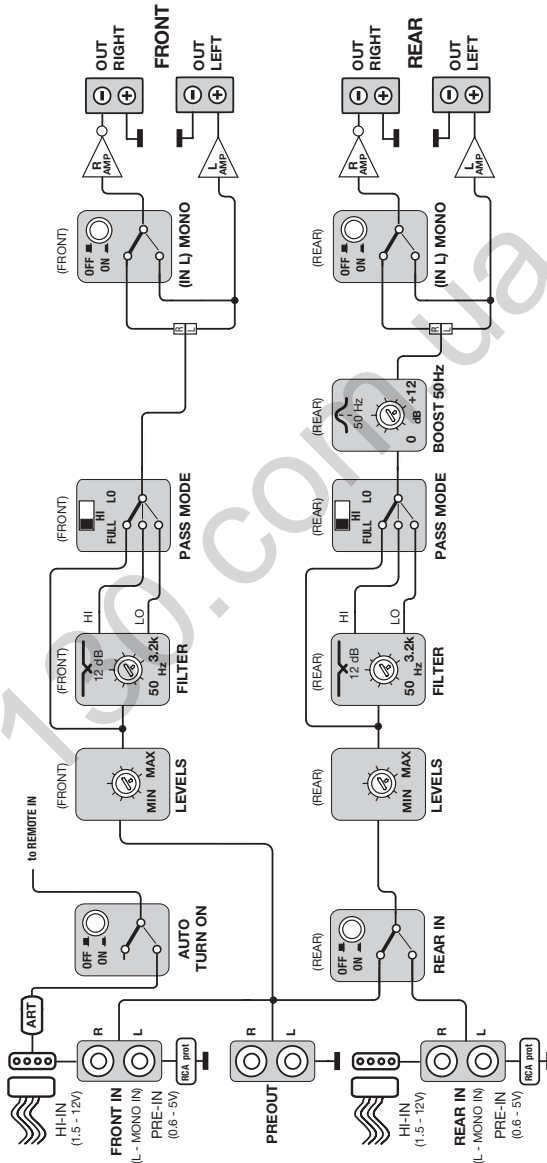 HI-IN
(1.5 - 12V)
ART
to REMOTE IN
OFF
ON
AUTO
TURN ON
FRONT IN
(L - MONO IN)
PRE-IN
(0.6 - 5V)
R
L
RCA prot
(FRONT)
MIN MAX
LEVELS
(FRONT)
12 dB
50 Hz 3.2k
FILTER
HI
LO
(FRONT)
FULL HI LO
PASS MODE
R
L
(FRONT)
OFF
ON
(IN L) MONO
R
AMP
L
AMP
OUT
RIGHT
FRONT
OUT
LEFT
PREOUT
R
L
HI-IN
(1.5 - 12V)
REAR IN
(L - MONO IN)
PRE-IN
(0.6 - 5V)
R
L
RCA prot
(REAR)
OFF
ON
REAR IN
(REAR)
MIN MAX
LEVELS
(REAR)
12 dB
50 Hz 3.2k
FILTER
HI
LO
(REAR)
FULL HI LO
PASS MODE
(REAR)
50 Hz
0 dB +12
BOOST 50Hz
R
L
(REAR)
OFF
ON
(IN L) MONO
R
AMP
L
AMP
OUT
RIGHT
REAR
OUT
LEFT
130.com.ua